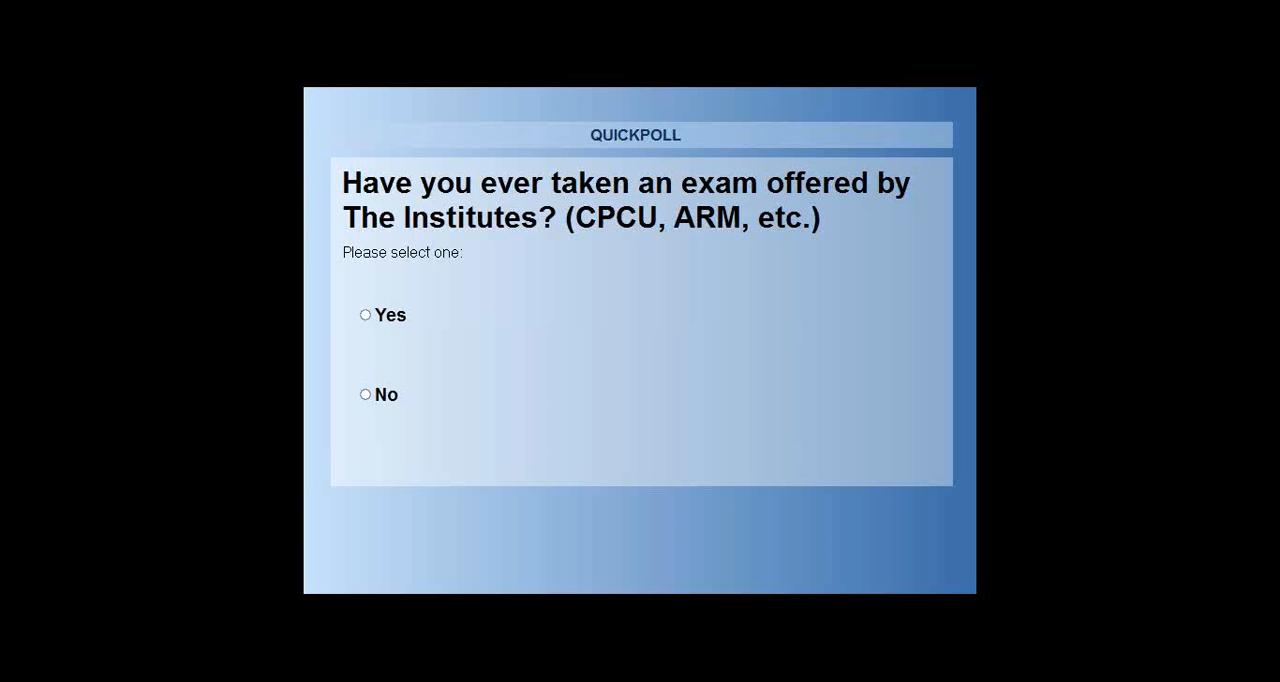 QUICKPOLL
Have you ever taken an exam offered by
The Institutes? (CPCU, ARM, etc.)
Please select one:
Yes
No